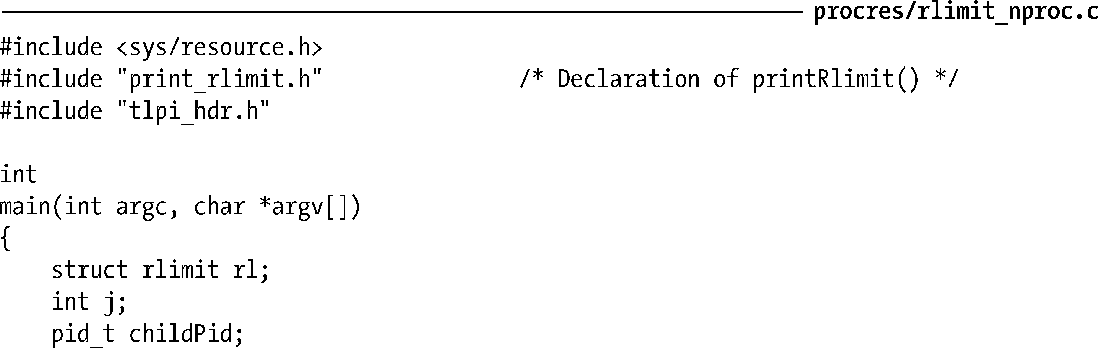 procres/rlimit_nproc.c
#include <sys/resource.h>
#include "print_rlimit.h"               /* Declaration of printRlimit() */
#include "tlpi_hdr.h"

int
main(int argc, char *argv[])
{
    struct rlimit rl;
    int j;
    pid_t childPid;